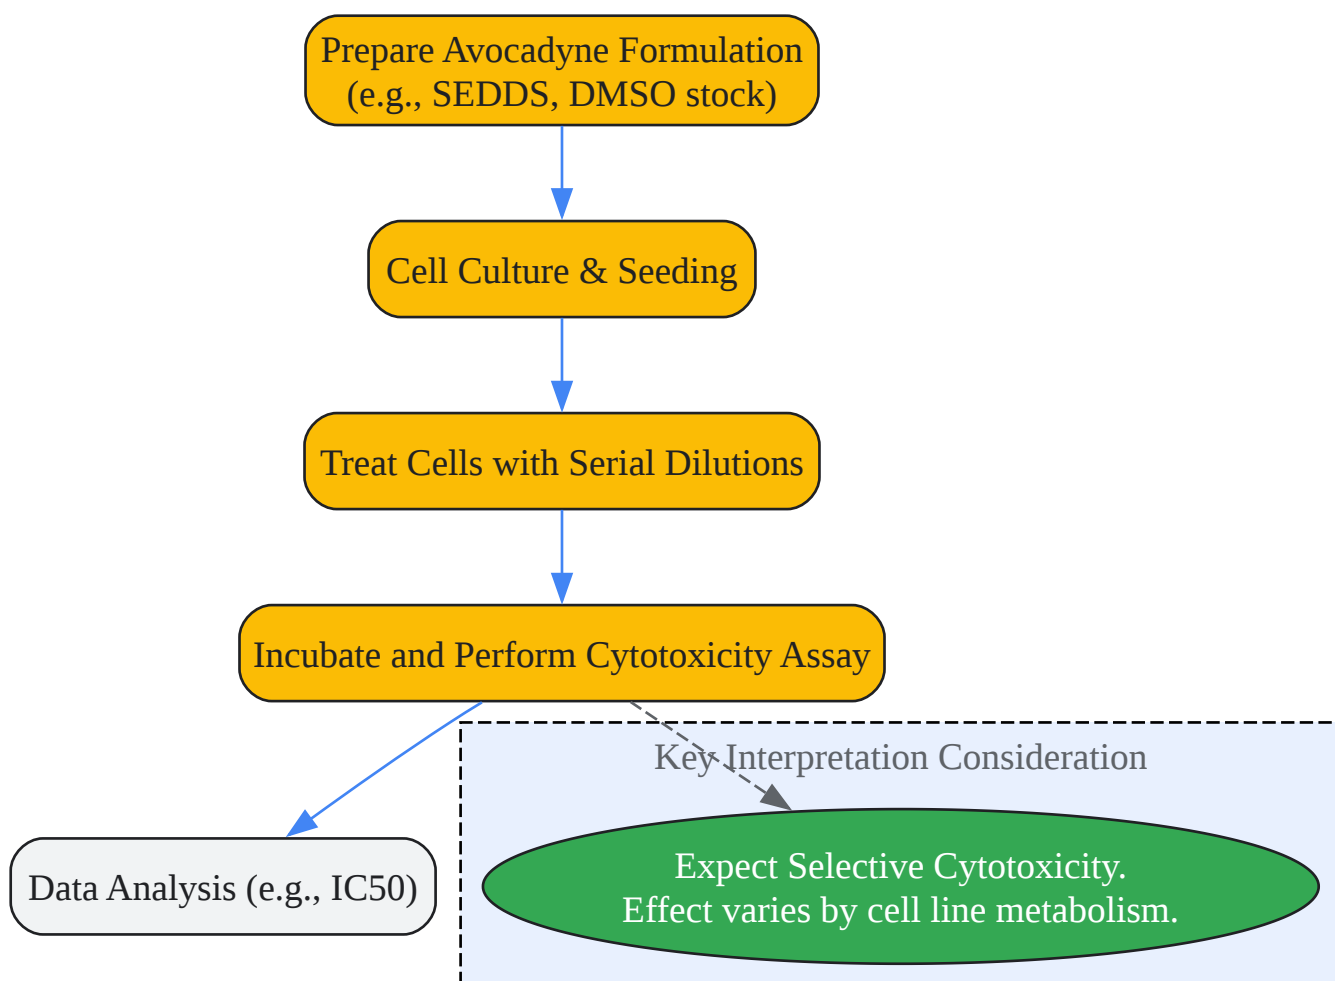 Prepare Avocadyne Formulation
(e.g., SEDDS, DMSO stock)
Cell Culture & Seeding
Treat Cells with Serial Dilutions
Incubate and Perform Cytotoxicity Assay
Key Interpretation Consideration
Data Analysis (e.g., IC50)
Expect Selective Cytotoxicity.
Effect varies by cell line metabolism.